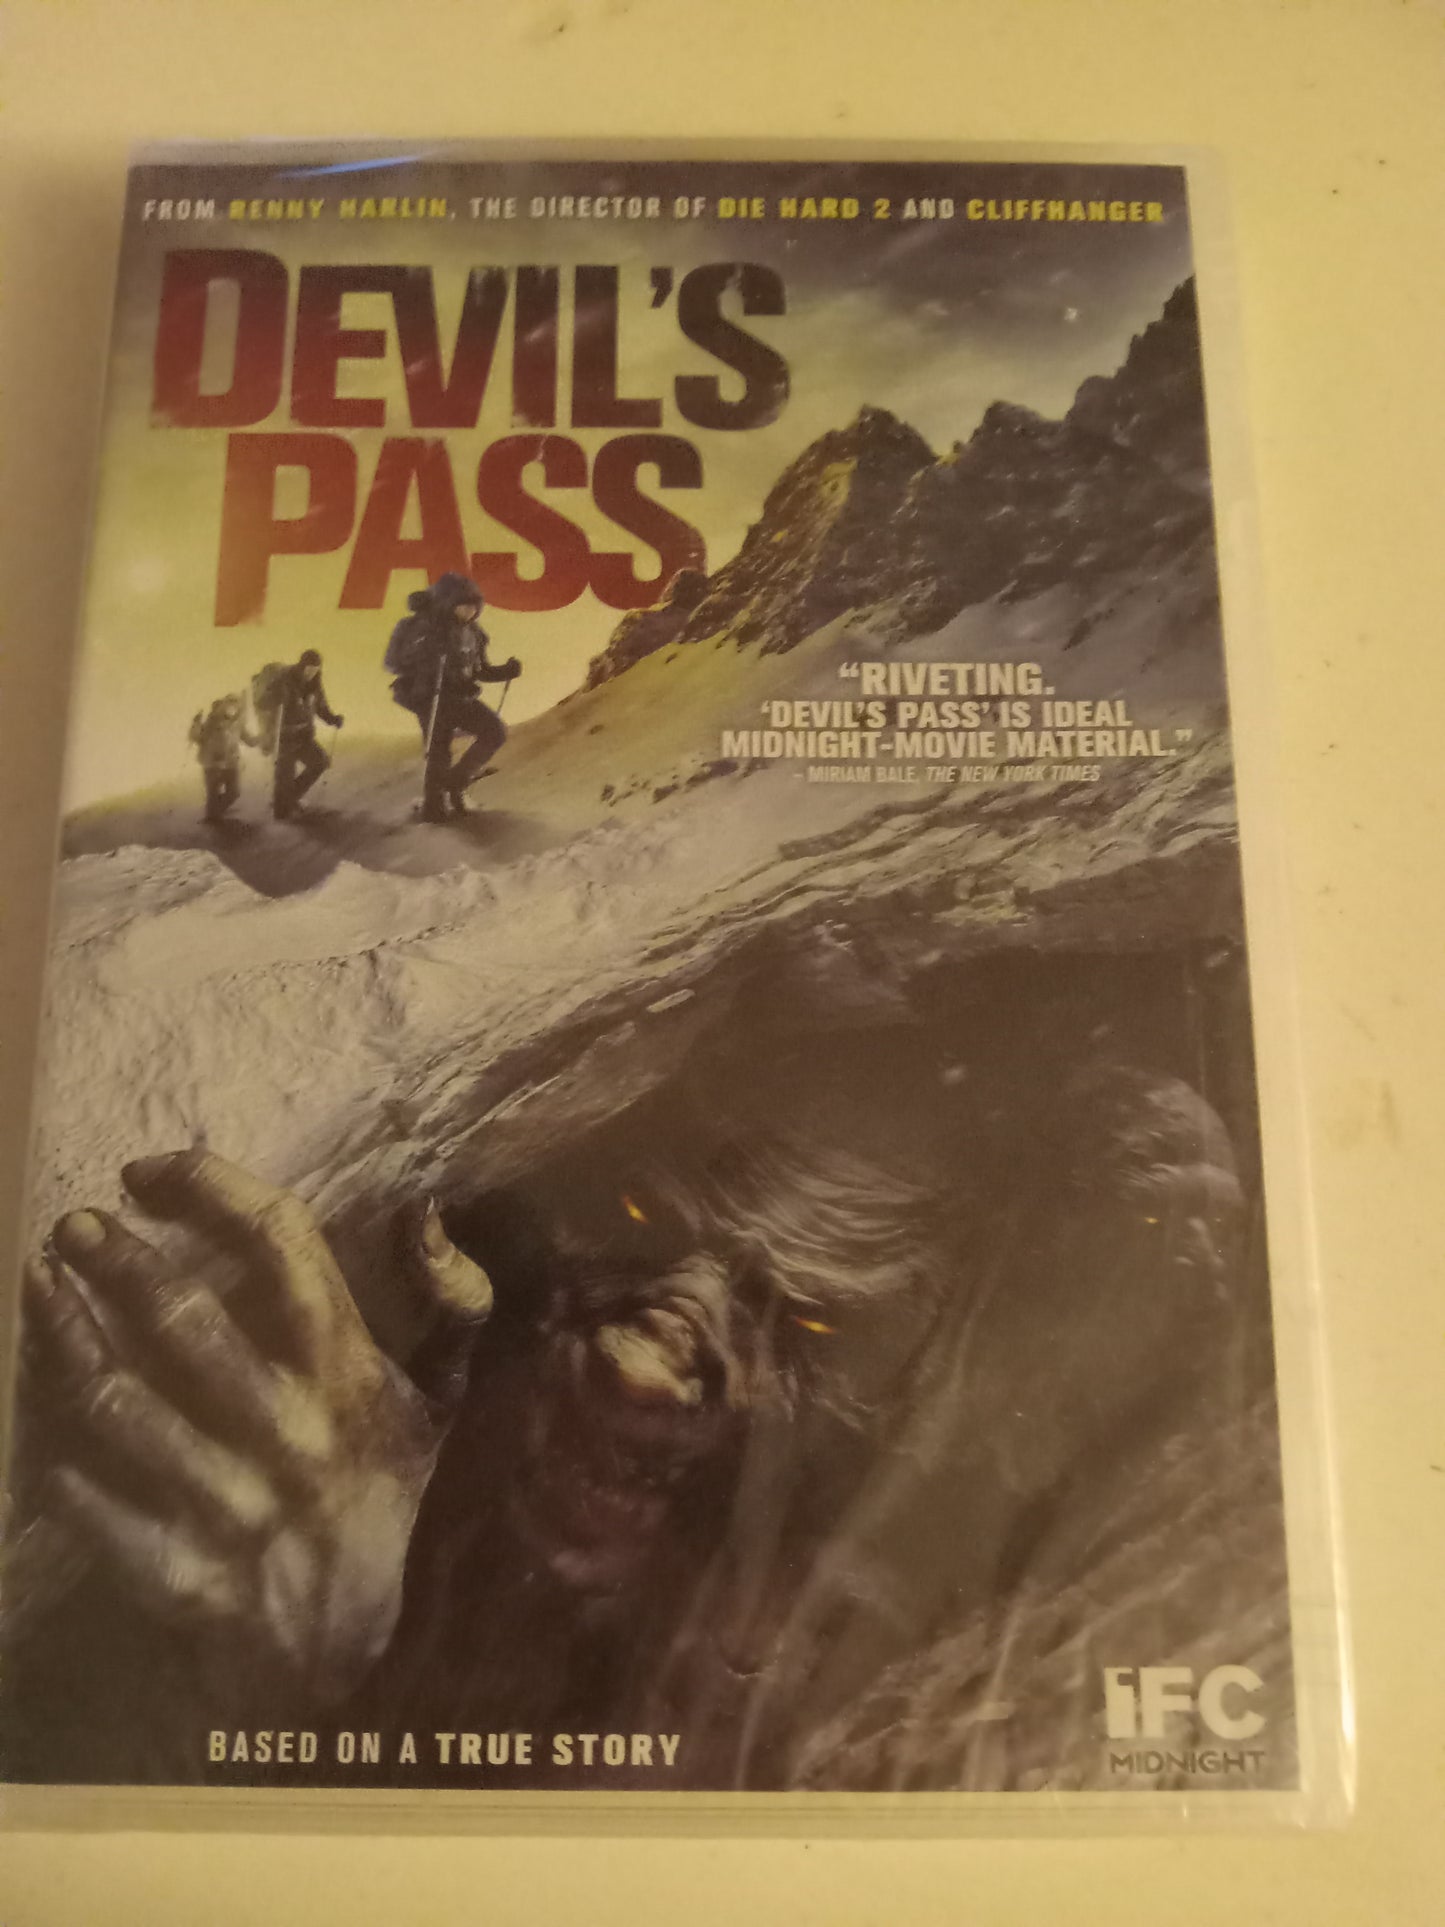 FROM RENNY HARLIN, THE DIRECTOR OF DIE HARD 2 AND CLIFFHANGER
DEVIL'S
PASS
“RIVETING.
‘DEVIL’S PASS’ IS IDEAL
MIDNIGHT-MOVIE MATERIAL.”
– MIRIAM BALE, THE NEW YORK TIMES
BASED ON A TRUE STORY
iFC
MIDNIGHT